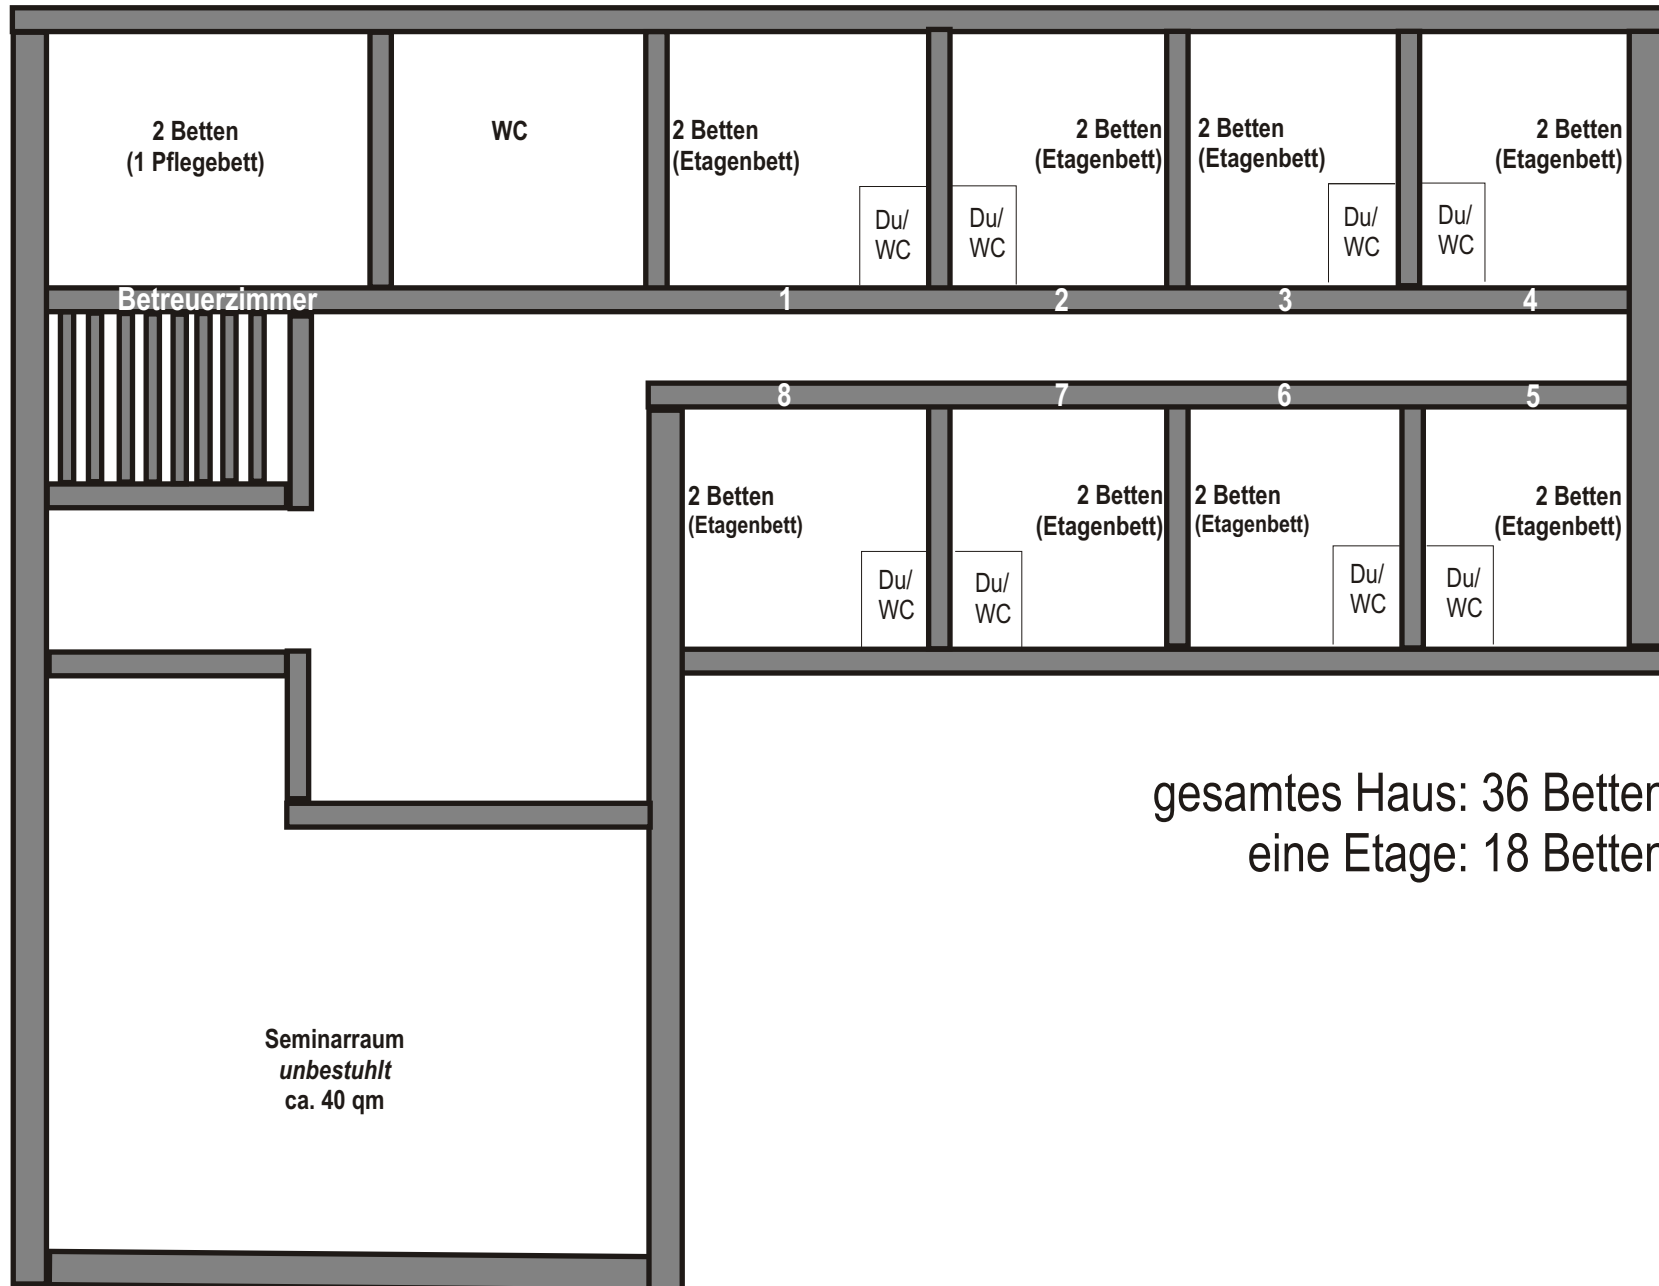 2 Betten
(1 Pflegebett)
WC
2 Betten
(Etagenbett)
Du/
WC
2 Betten
(Etagenbett)
Du/
WC
2 Betten
(Etagenbett)
Du/
WC
2 Betten
(Etagenbett)
Du/
WC
Betreuerzimmer
1
2
3
4
8
7
6
5
2 Betten
(Etagenbett)
Du/
WC
2 Betten
(Etagenbett)
Du/
WC
2 Betten
(Etagenbett)
Du/
WC
2 Betten
(Etagenbett)
Du/
WC
gesamtes Haus: 36 Betten
eine Etage: 18 Betten
Seminarraum
unbestuhlt
ca. 40 qm